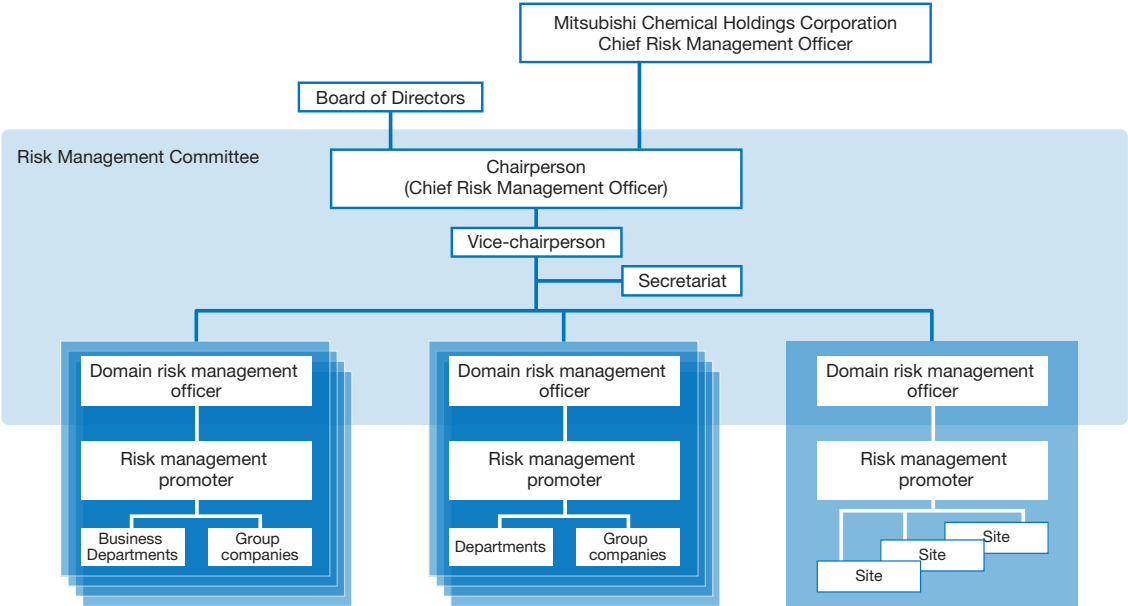 Mitsubishi Chemical Holdings Corporation
Chief Risk Management Officer
Board of Directors
Risk Management Committee
Chairperson
(Chief Risk Management Officer)
Vice-chairperson
Secretariat
Domain risk management
officer
Risk management
promoter
Business
Departments
Group
companies
Domain risk management
officer
Risk management
promoter
Departments
Group
companies
Domain risk management
officer
Risk management
promoter
Site
Site
Site